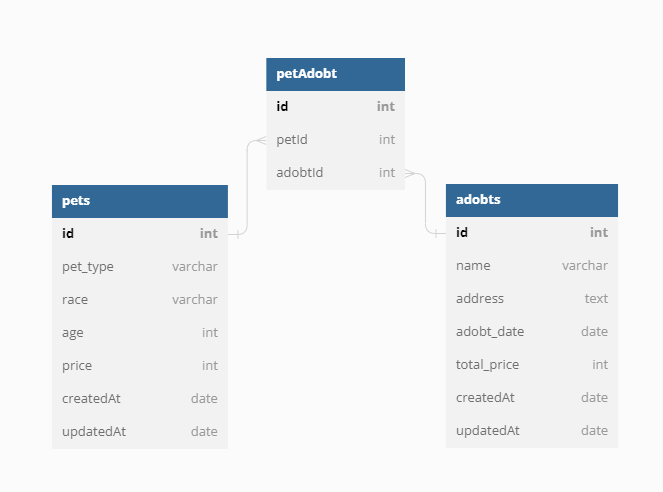 petAdobt
id int
petId int
adobtId int
pets
id int
pet_type varchar
race varchar
age int
price int
createdAt date
updatedAt date
adobts
id int
name varchar
address text
adobt_date date
total_price int
createdAt date
updatedAt date